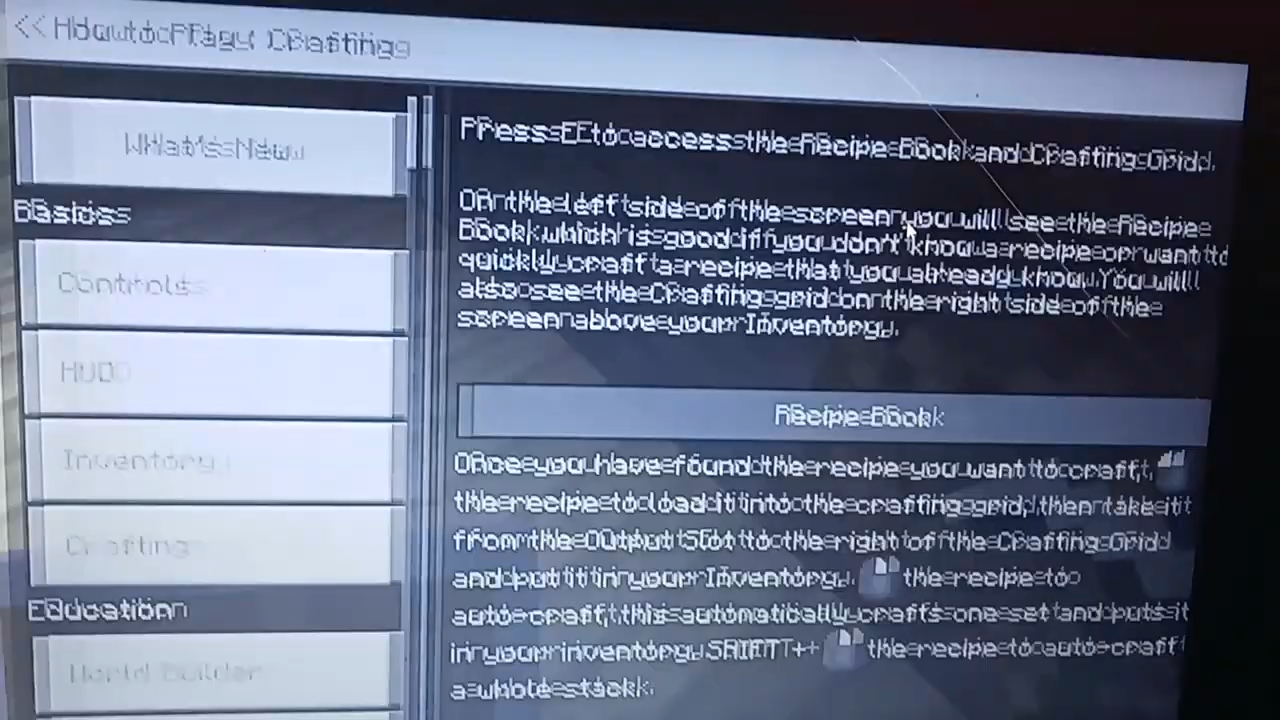 << How to Play: Crafting
What's New
Basics
Controls
HUD
Inventory
Crafting
Education
World Builder
Press E to access the Recipe Book and Crafting Grid.
On the left side of the screen you will see the Recipe
Book which is good if you don't know a recipe or want to
quickly craft a recipe that you already know. You will
also see the Crafting grid on the right side of the
screen above your Inventory.
Recipe Book
Once you have found the recipe you want to craft,
the recipe to load it into the crafting grid, then take it
from the Output Slot to the right of the Crafting Grid
and put it in your Inventory. the recipe to
auto-craft, this automatically crafts one set and puts it
in your inventory. SHIFT + the recipe to auto-craft
a whole stack.